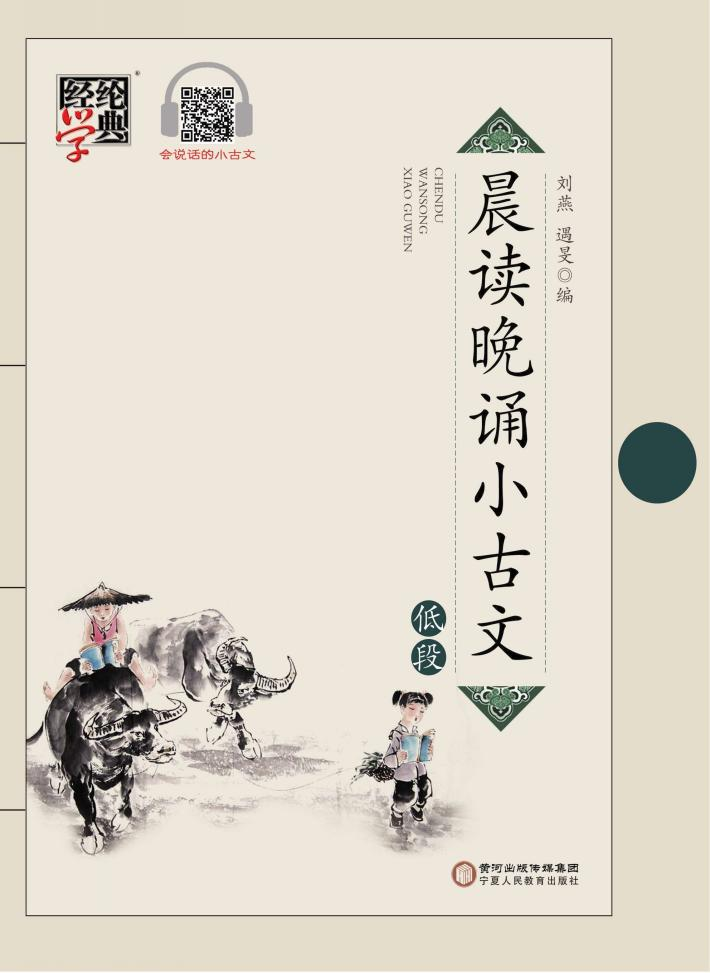 经纶
学典
®
会说话的小古文
CHENDU
WANSONG
XIAO GUWEN
晨读晚诵小古文
刘燕 遇旻◎编
低段
黄河出版传媒集团
宁夏人民教育出版社